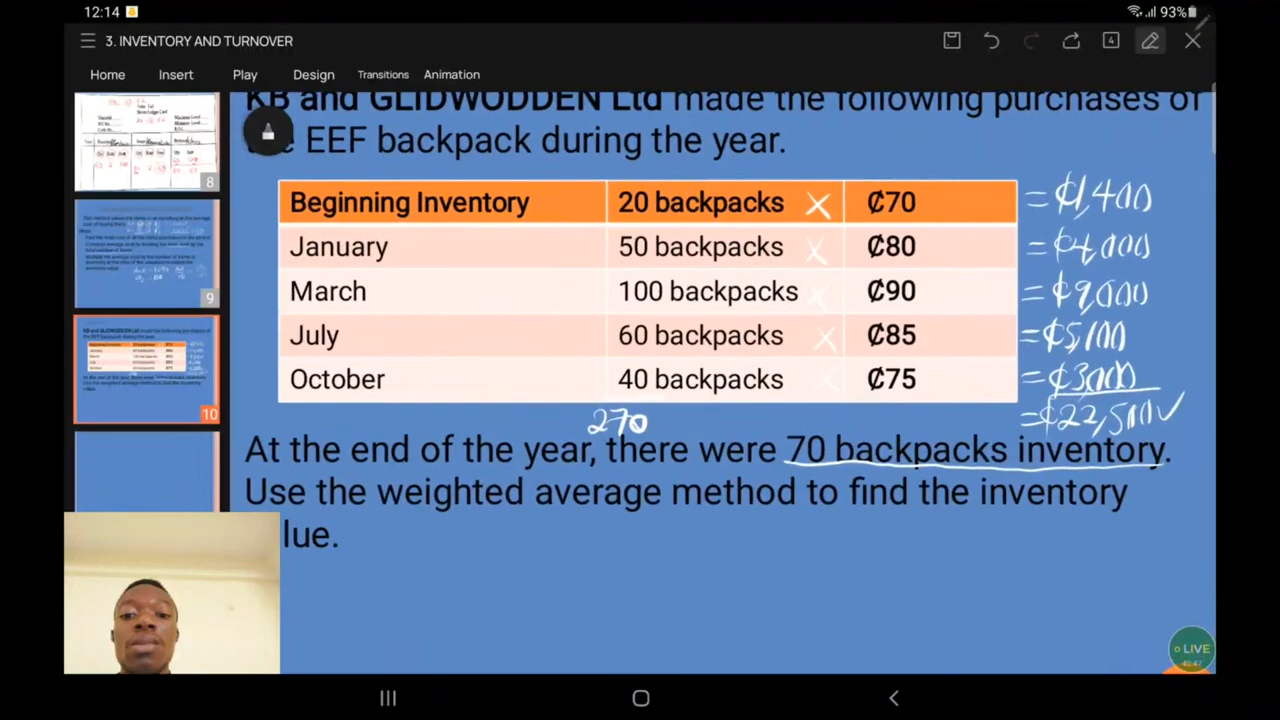 12:14 93%
3. INVENTORY AND TURNOVER 4
Home Insert Play Design Transitions Animation
KB and GLIDWODDEN Ltd made the following purchases of
EEF backpack during the year.
Beginning Inventory 20 backpacks × ₵70 = ₵1,400
January 50 backpacks × ₵80 = ₵4,000
March 100 backpacks × ₵90 = ₵9,000
July 60 backpacks × ₵85 = ₵5,100
October 40 backpacks × ₵75 = ₵3,000
270 = ₵22,500✓
At the end of the year, there were 70 backpacks inventory.
Use the weighted average method to find the inventory
lue.
8
9
10
LIVE